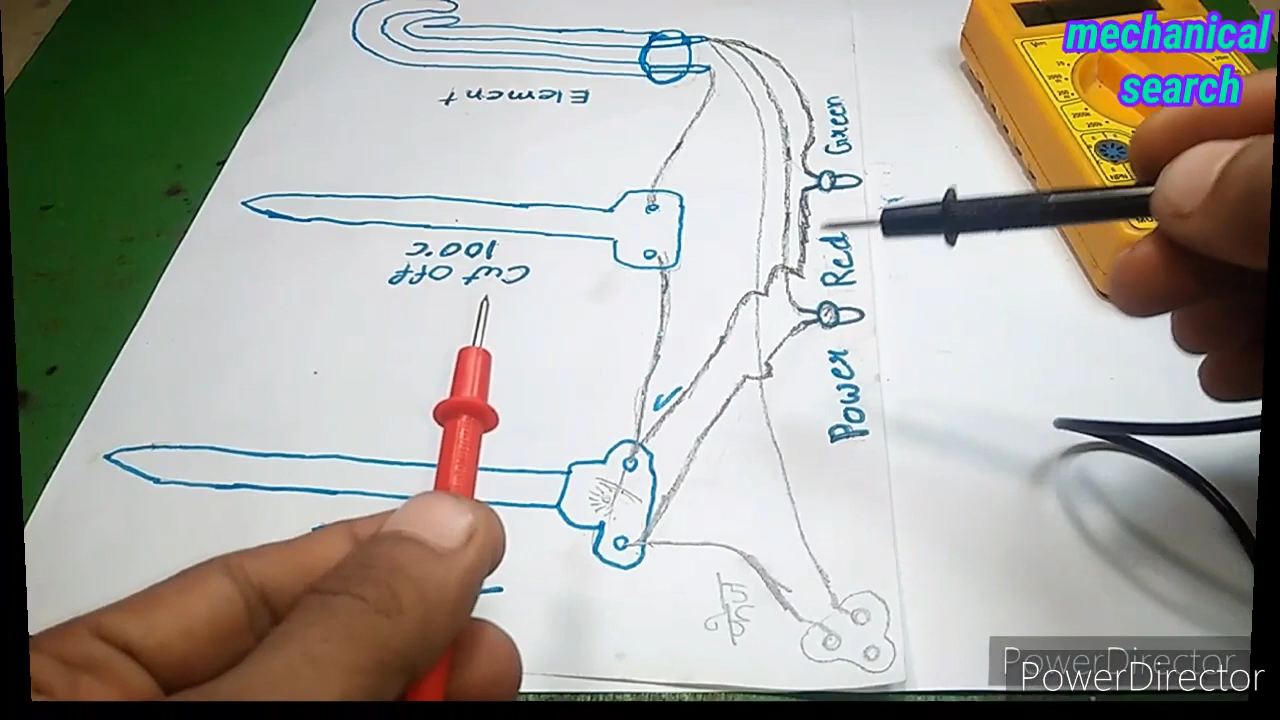 mechanical
search
Element
Green
Red
Cut off
100°C
Power
PowerDirector
PowerDirector